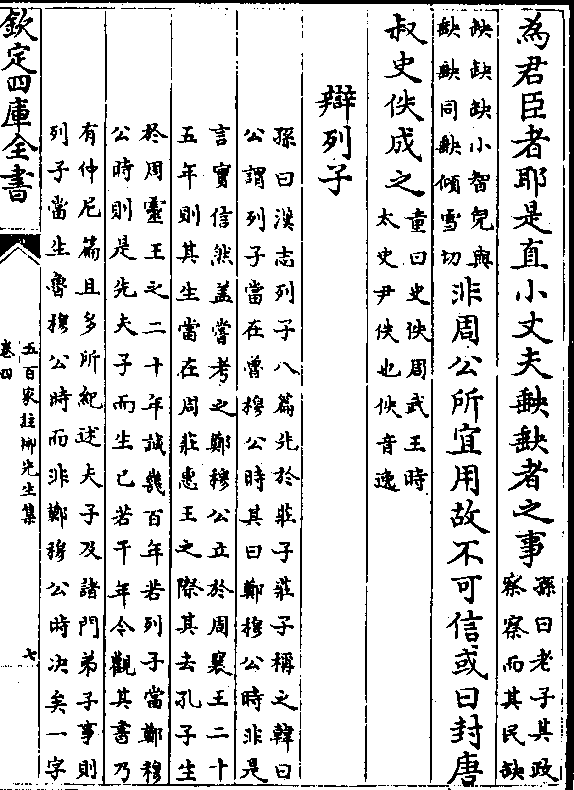 為君臣者耶是直小丈夫𡙇𡙇者之事
孫曰老子其政
察察而其民缺
缺缺缺小智皃與
𡙇𡙇同𡙇傾雪切
非周公所宜用故不可信或曰封唐
叔史佚成之
童曰史佚周武王時
太史尹佚也佚音逸
辯列子
孫曰漢志列子八篇先於莊子莊子稱之韓曰
公謂列子當在魯穆公時其曰鄭穆公時非是
言實信然盖嘗考之鄭穆公立於周襄王二十
五年則其生當在周莊惠王之際其去孔子生
於周靈王之二十年誠幾百年若列子當鄭穆
公時則是先夫子而生已若干年今觀其書乃
有仲尼篇且多所紀述夫子及諸門弟子事則
列子當生魯穆公時而非鄭穆公時决矣一字
欽定四庫全書
五百家註柳先生集
卷四
七